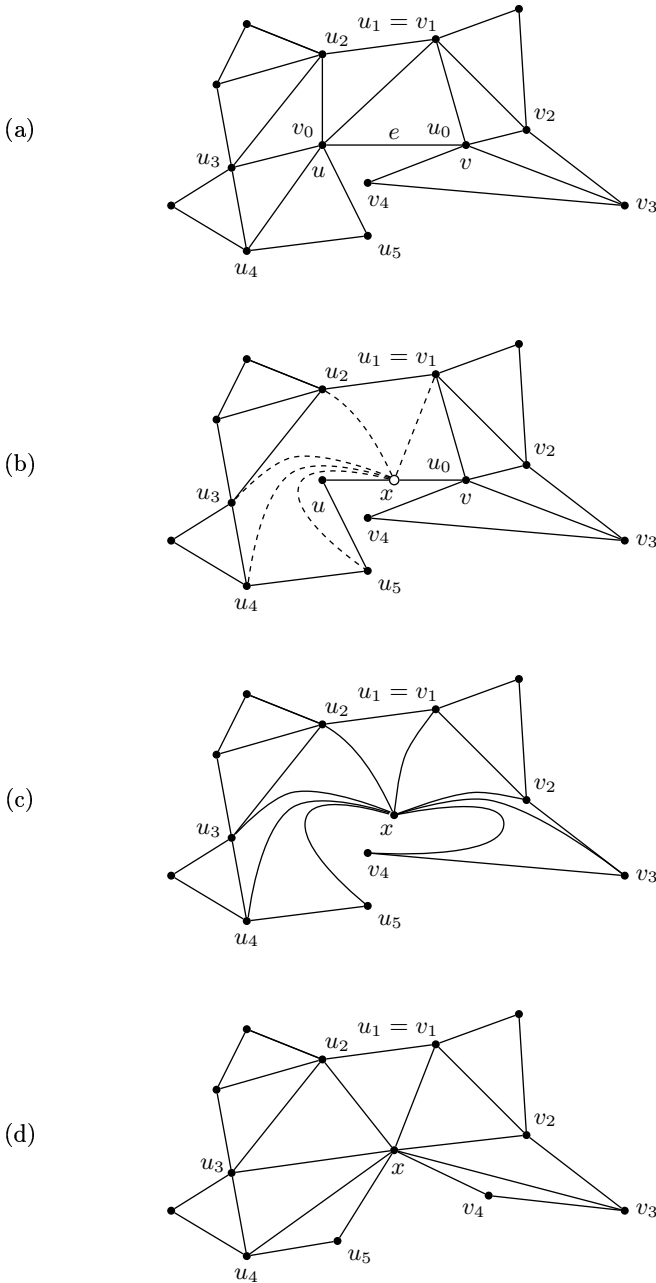 (a)
u₁ = v₁
u₂
v₂
v₀
e
u₀
u₃
u
v
v₄
v₃
u₅
u₄
(b)
u₁ = v₁
u₂
v₂
u₀
u₃
x
u
v
v₄
v₃
u₅
u₄
(c)
u₁ = v₁
u₂
v₂
u₃
x
v₄
v₃
u₅
u₄
(d)
u₁ = v₁
u₂
v₂
u₃
x
v₄
v₃
u₅
u₄